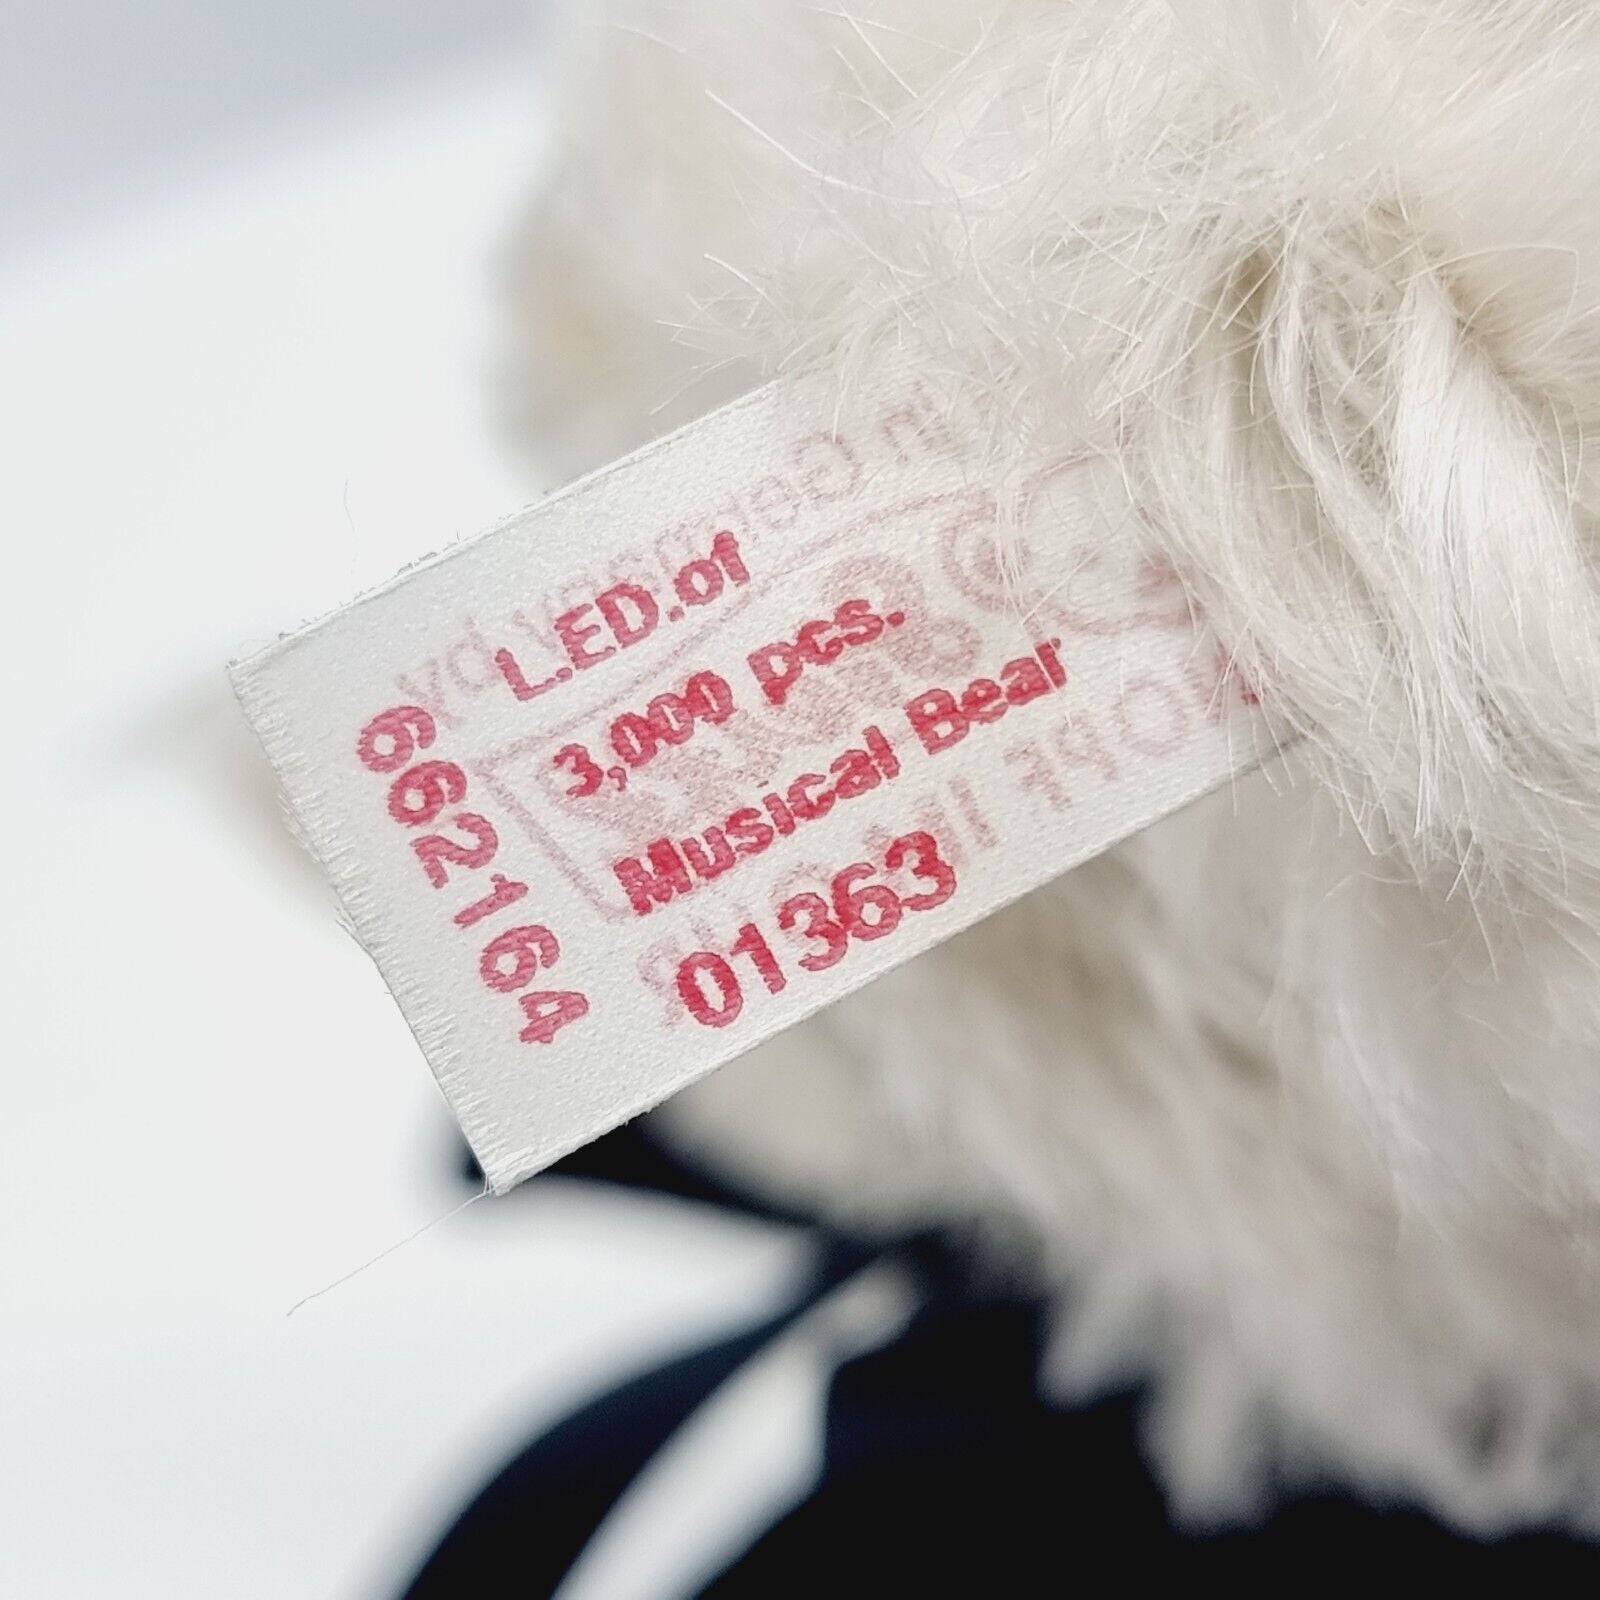 L.ED.of
3,000 pcs.
Musical Bear
01363
662164